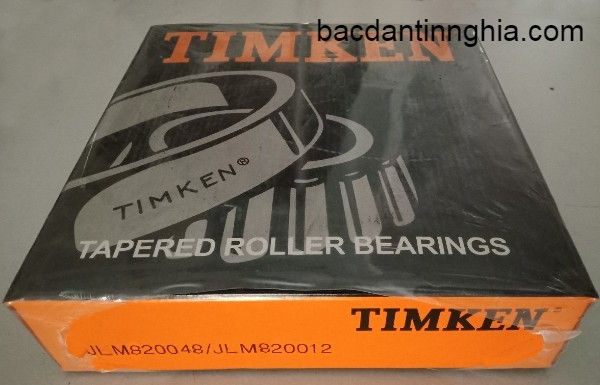 bacdantinnghia.com
TIMKEN
TIMKEN®
TAPERED ROLLER BEARINGS
TIMKEN
JLM820048/JLM820012